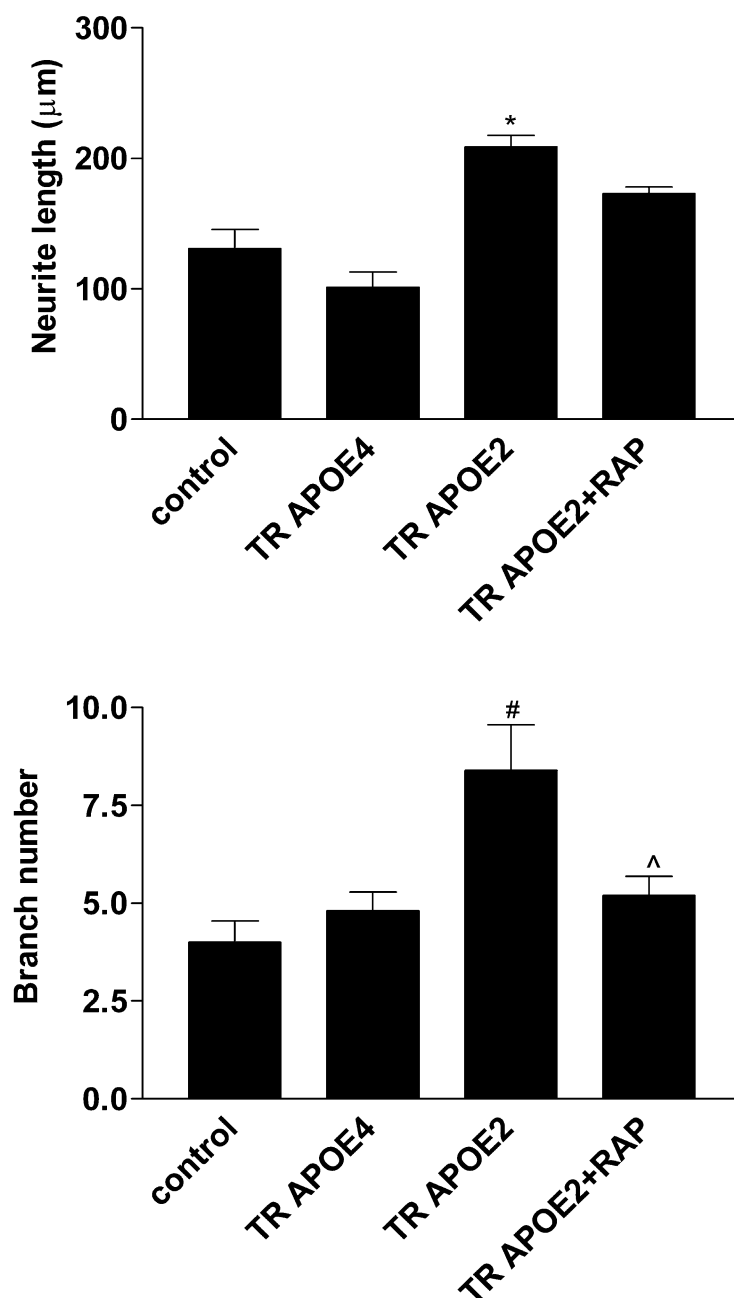 300
200
100
0
Neurite length (μm)
*
control
TR APOE4
TR APOE2
TR APOE2+RAP
10.0
7.5
5.0
2.5
0.0
Branch number
#
^
control
TR APOE4
TR APOE2
TR APOE2+RAP